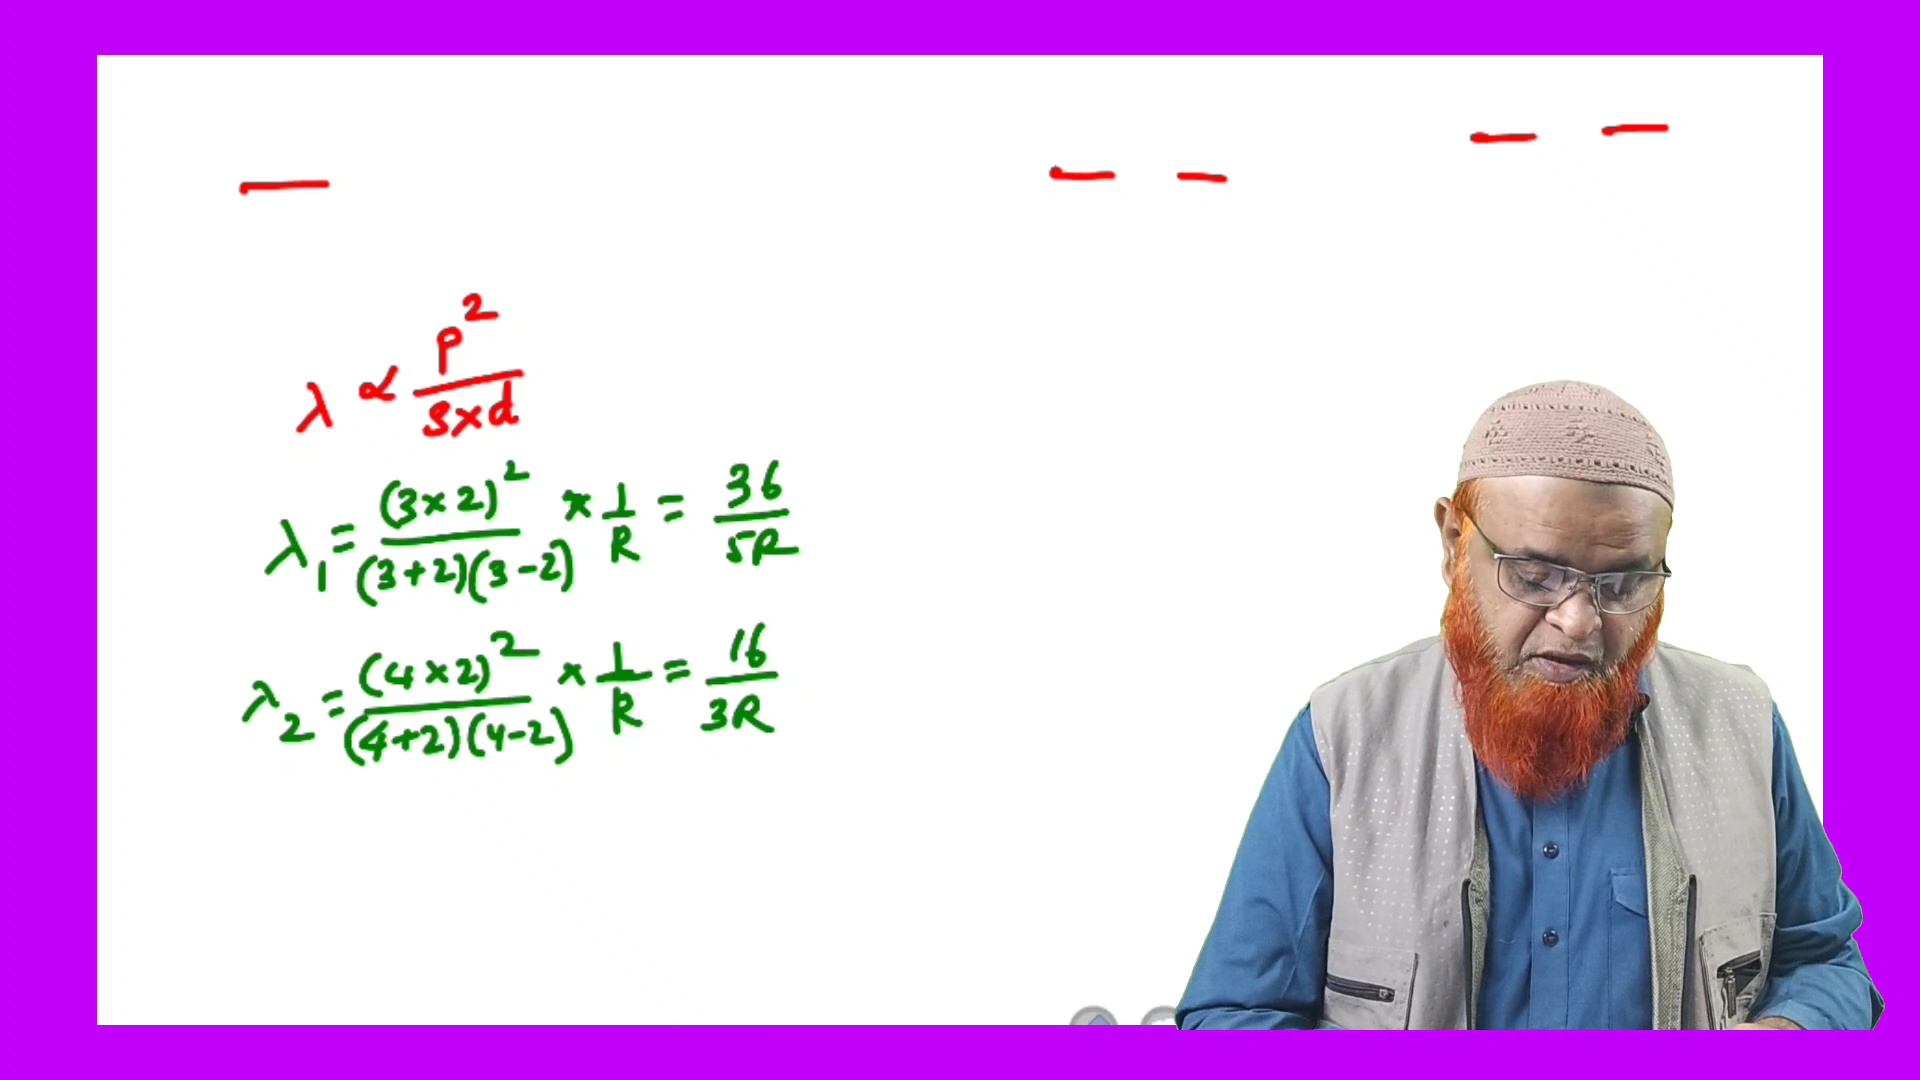 λ ∝ P² / s×d
λ₁ = (3×2)² / (3+2)(3-2) × 1/R = 36/5R
λ₂ = (4×2)² / (4+2)(4-2) × 1/R = 16/3R